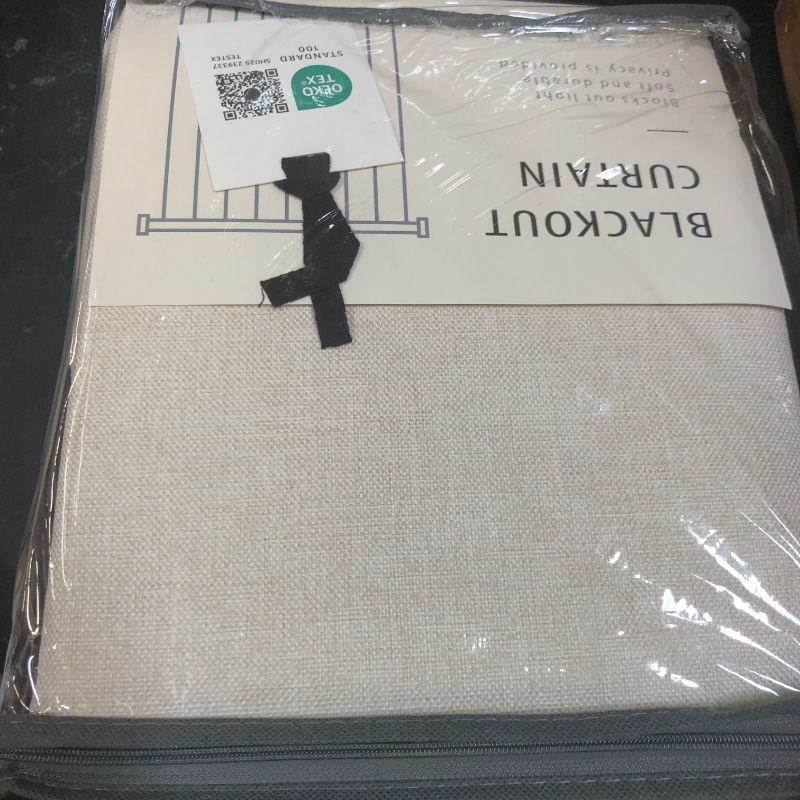 BLACKOUT
CURTAIN
Blocks out light
Soft and durable
Privacy is provided
OEKO
TEX®
STANDARD
100
SH025 239337
TESTEX